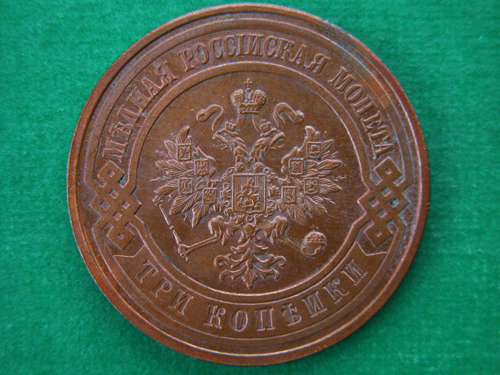 МѢДНАЯ РОССІЙСКАЯ МОНЕТА
ТРИ КОПѢЙКИ